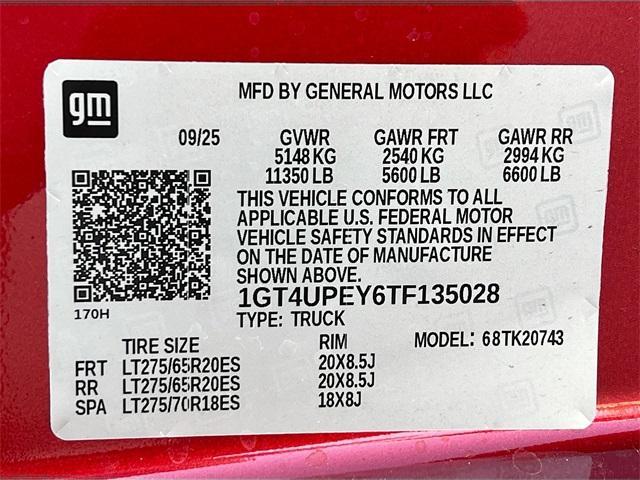 gm
MFD BY GENERAL MOTORS LLC
09/25 GVWR GAWR FRT GAWR RR
5148 KG 2540 KG 2994 KG
11350 LB 5600 LB 6600 LB
THIS VEHICLE CONFORMS TO ALL
APPLICABLE U.S. FEDERAL MOTOR
VEHICLE SAFETY STANDARDS IN EFFECT
ON THE DATE OF MANUFACTURE
SHOWN ABOVE.
1GT4UPEY6TF135028
170H
TYPE: TRUCK
MODEL: 68TK20743
TIRE SIZE RIM
FRT LT275/65R20ES 20X8.5J
RR LT275/65R20ES 20X8.5J
SPA LT275/70R18ES 18X8J